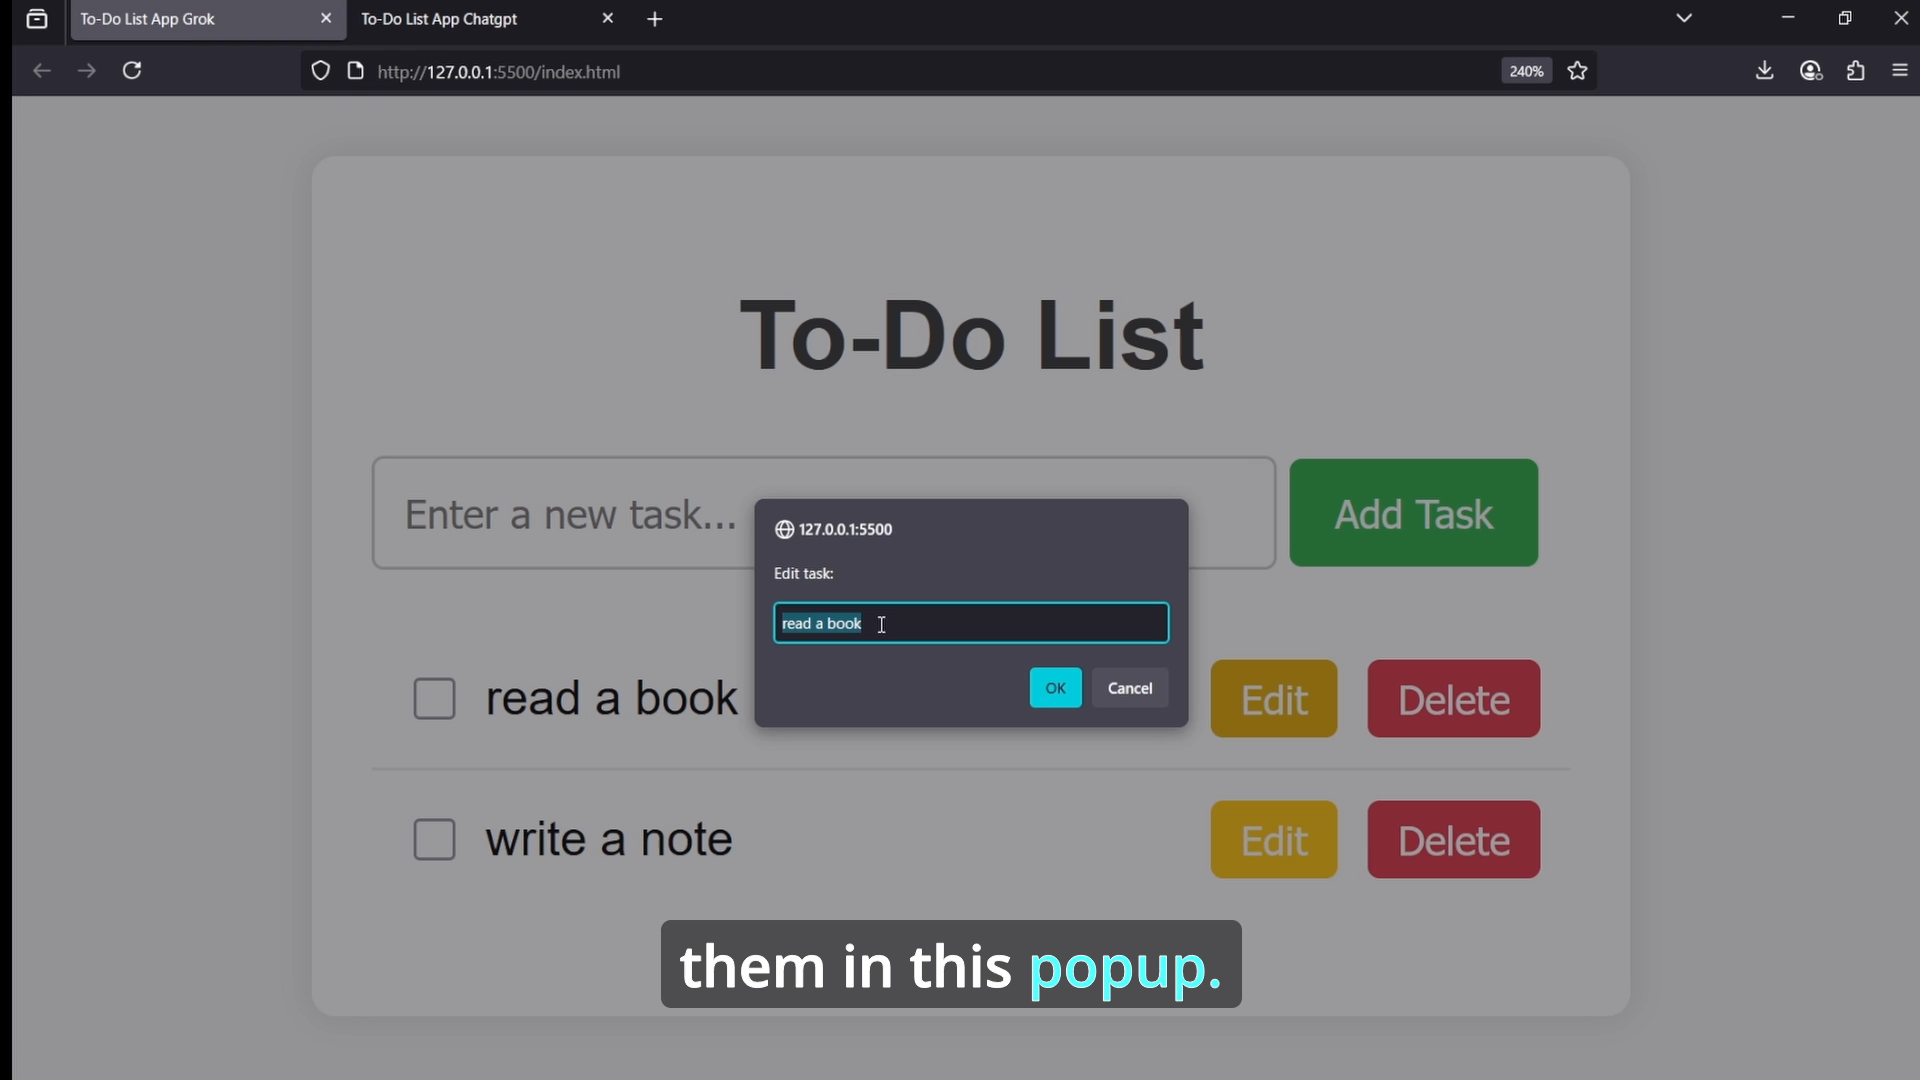 To-Do List App Grok
To-Do List App Chatgpt
http://127.0.0.1:5500/index.html
240%
To-Do List
Enter a new task...
Add Task
127.0.0.1:5500
Edit task:
read a book
OK
Cancel
read a book
Edit
Delete
write a note
Edit
Delete
them in this popup.